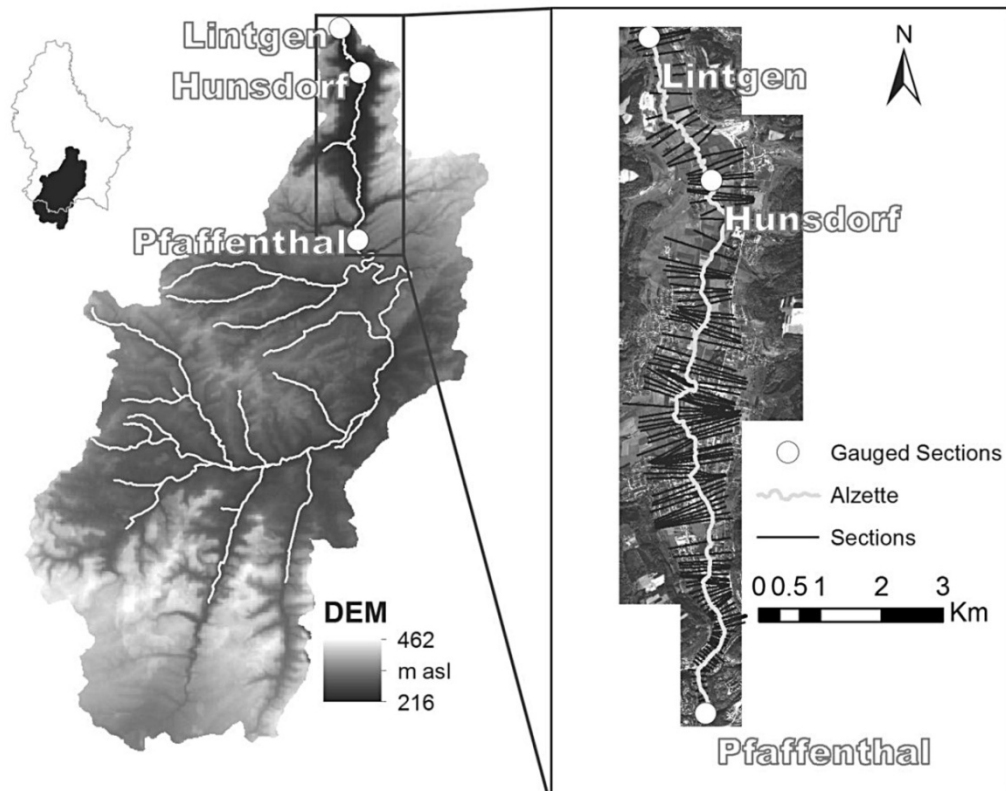 Lintgen
Hunsdorf
Pfaffenthal
DEM
462
m asl
216
N
Lintgen
Hunsdorf
Gauged Sections
Alzette
Sections
0 0.5 1 2 3
Km
Pfaffenthal